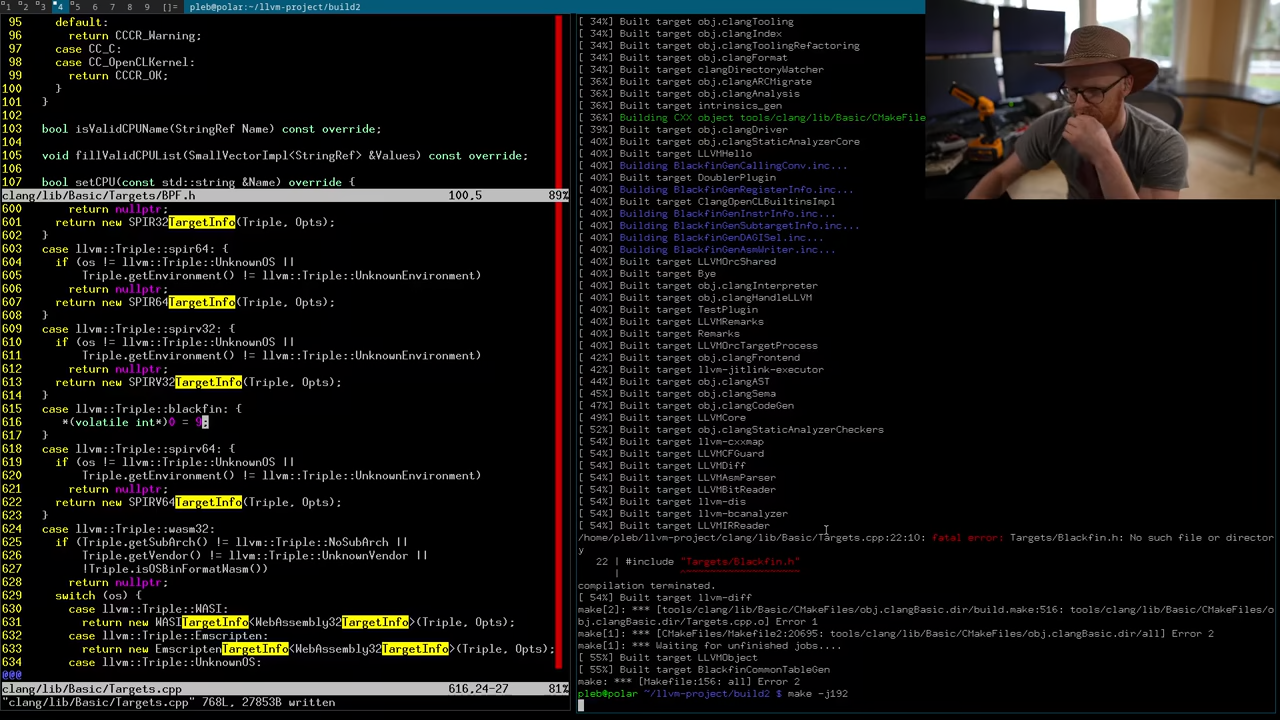 1 2 3 4 5 6 7 8 9 []= pleb@polar:~/llvm-project/build2
95 default:
96 return CCCR_Warning;
97 case CC_C:
98 case CC_OpenCLKernel:
99 return CCCR_OK;
100 }
101 }
102
103 bool isValidCPUName(StringRef Name) const override;
104
105 void fillValidCPUList(SmallVectorImpl<StringRef> &Values) const override;
106
107 bool setCPU(const std::string &Name) override {
clang/lib/Basic/Targets/BPF.h 100,5 89%
600 return nullptr;
601 return new SPIR32TargetInfo(Triple, Opts);
602 }
603 case llvm::Triple::spir64: {
604 if (os != llvm::Triple::UnknownOS ||
605 Triple.getEnvironment() != llvm::Triple::UnknownEnvironment)
606 return nullptr;
607 return new SPIR64TargetInfo(Triple, Opts);
608 }
609 case llvm::Triple::spirv32: {
610 if (os != llvm::Triple::UnknownOS ||
611 Triple.getEnvironment() != llvm::Triple::UnknownEnvironment)
612 return nullptr;
613 return new SPIRV32TargetInfo(Triple, Opts);
614 }
615 case llvm::Triple::blackfin: {
616 *(volatile int*)0 = 9;
617 }
618 case llvm::Triple::spirv64: {
619 if (os != llvm::Triple::UnknownOS ||
620 Triple.getEnvironment() != llvm::Triple::UnknownEnvironment)
621 return nullptr;
622 return new SPIRV64TargetInfo(Triple, Opts);
623 }
624 case llvm::Triple::wasm32:
625 if (Triple.getSubArch() != llvm::Triple::NoSubArch ||
626 Triple.getVendor() != llvm::Triple::UnknownVendor ||
627 !Triple.isOSBinFormatWasm())
628 return nullptr;
629 switch (os) {
630 case llvm::Triple::WASI:
631 return new WASITargetInfo<WebAssembly32TargetInfo>(Triple, Opts);
632 case llvm::Triple::Emscripten:
633 return new EmscriptenTargetInfo<WebAssembly32TargetInfo>(Triple, Opts);
634 case llvm::Triple::UnknownOS:
@@@
clang/lib/Basic/Targets.cpp 616,24-27 81%
"clang/lib/Basic/Targets.cpp" 768L, 27853B written
[ 34%] Built target obj.clangTooling
[ 34%] Built target obj.clangIndex
[ 34%] Built target obj.clangToolingRefactoring
[ 34%] Built target obj.clangFormat
[ 34%] Built target clangDirectoryWatcher
[ 36%] Built target obj.clangARCMigrate
[ 36%] Built target obj.clangAnalysis
[ 36%] Built target intrinsics_gen
[ 36%] Building CXX object tools/clang/lib/Basic/CMakeFile
[ 39%] Built target obj.clangDriver
[ 40%] Built target obj.clangStaticAnalyzerCore
[ 40%] Built target LLVMHello
[ 40%] Building BlackfinGenCallingConv.inc...
[ 40%] Built target DoublerPlugin
[ 40%] Building BlackfinGenRegisterInfo.inc...
[ 40%] Built target ClangOpenCLBuiltinsImpl
[ 40%] Building BlackfinGenInstrInfo.inc...
[ 40%] Building BlackfinGenSubtargetInfo.inc...
[ 40%] Building BlackfinGenDAGISel.inc...
[ 40%] Building BlackfinGenAsmWriter.inc...
[ 40%] Built target LLVMOrcShared
[ 40%] Built target Bye
[ 40%] Built target obj.clangInterpreter
[ 40%] Built target obj.clangHandleLLVM
[ 40%] Built target TestPlugin
[ 40%] Built target LLVMRemarks
[ 40%] Built target Remarks
[ 40%] Built target LLVMOrcTargetProcess
[ 42%] Built target obj.clangFrontend
[ 42%] Built target llvm-jitlink-executor
[ 44%] Built target obj.clangAST
[ 45%] Built target obj.clangSema
[ 47%] Built target obj.clangCodeGen
[ 49%] Built target LLVMCore
[ 52%] Built target obj.clangStaticAnalyzerCheckers
[ 54%] Built target llvm-cxxmap
[ 54%] Built target LLVMCFGuard
[ 54%] Built target LLVMDiff
[ 54%] Built target LLVMAsmParser
[ 54%] Built target LLVMBitReader
[ 54%] Built target llvm-dis
[ 54%] Built target llvm-bcanalyzer
[ 54%] Built target LLVMIRReader
/home/pleb/llvm-project/clang/lib/Basic/Targets.cpp:22:10: fatal error: Targets/Blackfin.h: No such file or director
y
22 | #include "Targets/Blackfin.h"
| ^~~~~~~~~~~~~~~~~~~~
compilation terminated.
[ 54%] Built target llvm-diff
make[2]: *** [tools/clang/lib/Basic/CMakeFiles/obj.clangBasic.dir/build.make:516: tools/clang/lib/Basic/CMakeFiles/o
bj.clangBasic.dir/Targets.cpp.o] Error 1
make[1]: *** [CMakeFiles/Makefile2:20695: tools/clang/lib/Basic/CMakeFiles/obj.clangBasic.dir/all] Error 2
make[1]: *** Waiting for unfinished jobs....
[ 55%] Built target LLVMObject
[ 55%] Built target BlackfinCommonTableGen
make: *** [Makefile:156: all] Error 2
pleb@polar ~/llvm-project/build2 $ make -j192